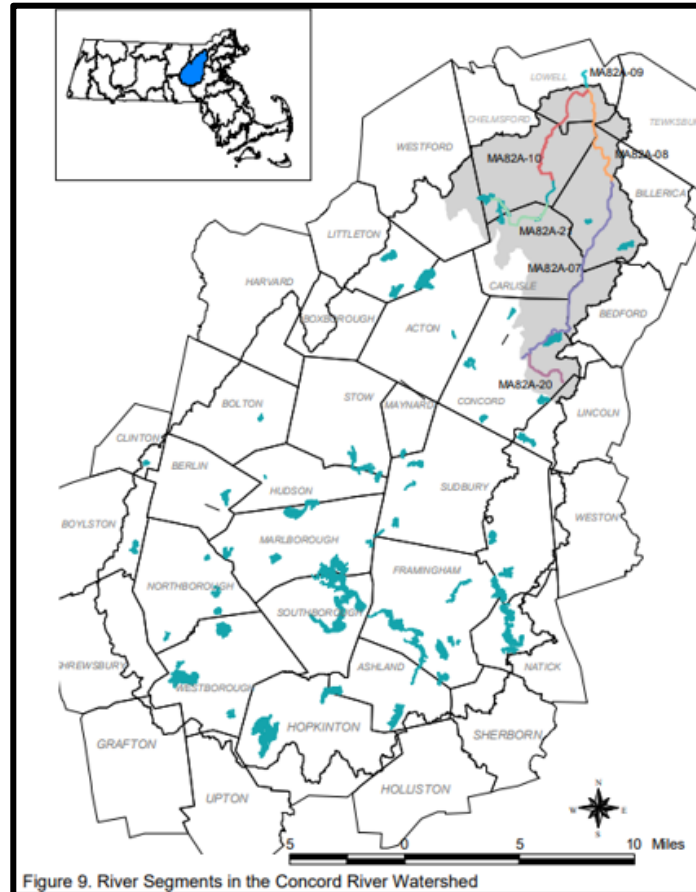 LOWELL
MA82A-09
CHELMSFORD
TEWKSBU
WESTFORD
MA82A-10
MA82A-08
BILLERICA
LITTLETON
MA82A-21
HARVARD
MA82A-07
CARLISLE
BOXBOROUGH
ACTON
BEDFORD
MA82A-20
STOW
BOLTON
MAYNARD
CONCORD
LINCOLN
CLINTON
BERLIN
HUDSON
SUDBURY
WESTON
BOYLSTON
MARLBOROUGH
FRAMINGHAM
NORTHBOROUGH
SOUTHBOROUGH
SHREWSBURY
ASHLAND
NATICK
WESTBOROUGH
HOPKINTON
SHERBORN
GRAFTON
HOLLISTON
UPTON
N
W E
S
5 0 5 10 Miles
Figure 9. River Segments in the Concord River Watershed